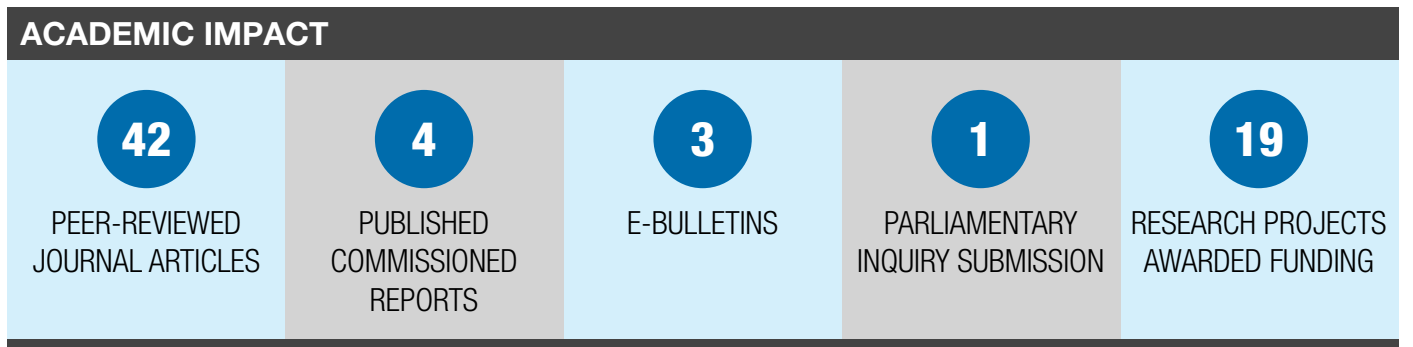 ACADEMIC IMPACT
42
PEER-REVIEWED
JOURNAL ARTICLES
4
PUBLISHED
COMMISSIONED
REPORTS
3
E-BULLETINS
1
PARLIAMENTARY
INQUIRY SUBMISSION
19
RESEARCH PROJECTS
AWARDED FUNDING